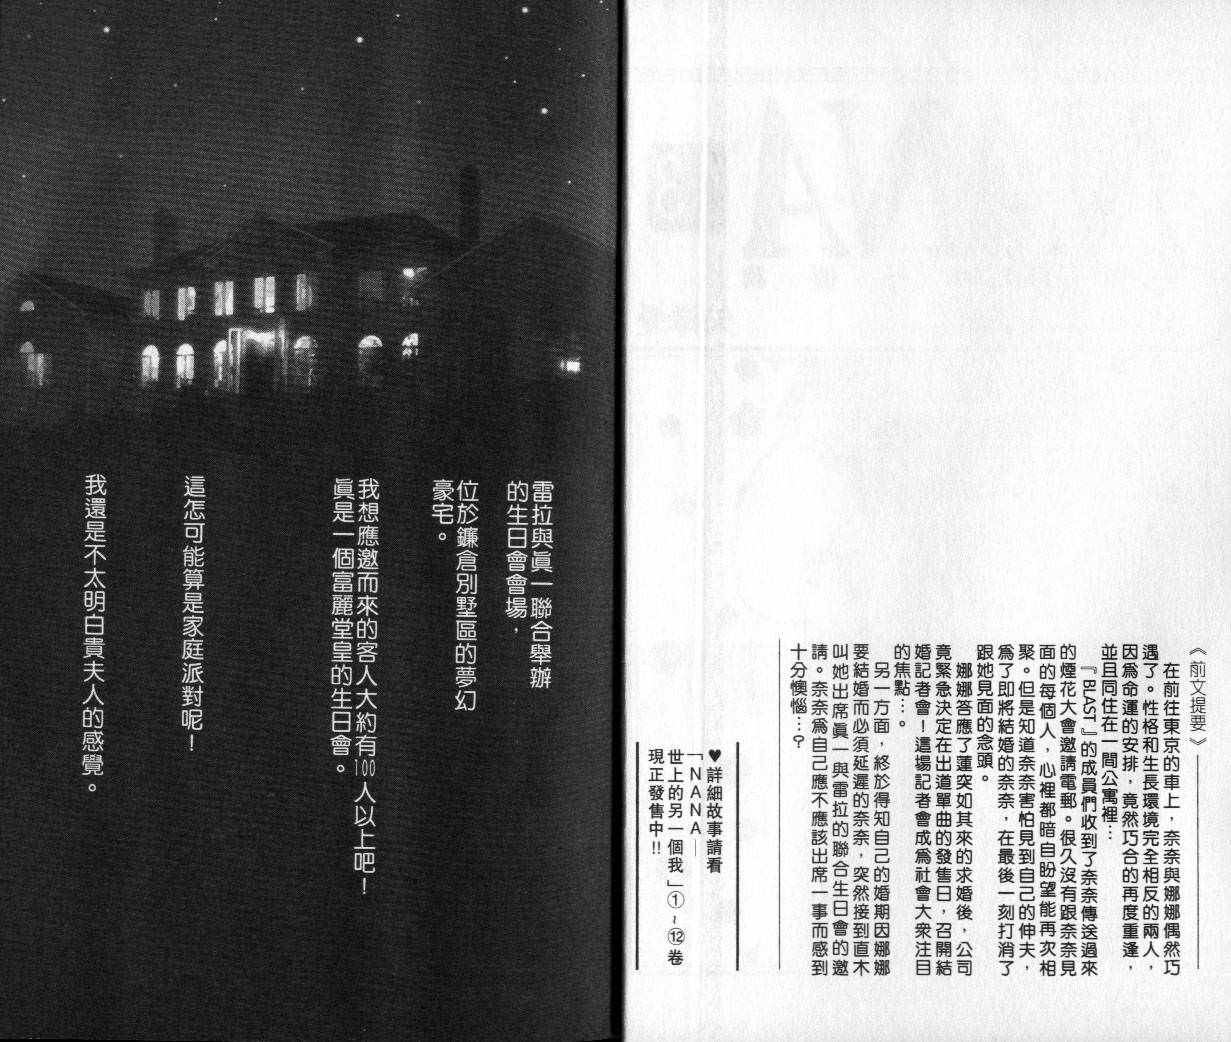 《前文提要》
在前往東京的車上，奈奈與娜娜偶然巧
遇了。性格和生長環境完全相反的兩人，
因為命運的安排，竟然巧合的再度重逢，
並且同住在一間公寓裡…
『BLAST』的成員們收到了奈奈傳送過來
的煙花大會邀請電郵。很久沒有跟奈奈見
面的每個人，心裡都暗自盼望能再次相
聚。但是知道奈奈害怕見到自己的伸夫，
為了即將結婚的奈奈，在最後一刻打消了
跟她見面的念頭。
娜娜答應了蓮突如其來的求婚後，公司
竟緊急決定在出道單曲的發售日，召開結
婚記者會！這場記者會成為社會大衆注目
的焦點…。
另一方面，終於得知自己的婚期因娜娜
要結婚而必須延遲的奈奈，突然接到直木
叫她出席眞一與雷拉的聯合生日會的邀
請。奈奈為自己應不應該出席一事而感到
十分懊惱…？
♥詳細故事請看
「NANA—
世上的另一個我」①～⑫卷
現正發售中!!
雷拉與眞一聯合舉辦
的生日會會場，
位於鐮倉別墅區的夢幻
豪宅。
我想應邀而來的客人大約有100人以上吧！
眞是一個富麗堂皇的生日會。
這怎可能算是家庭派對呢！
我還是不太明白貴夫人的感覺。